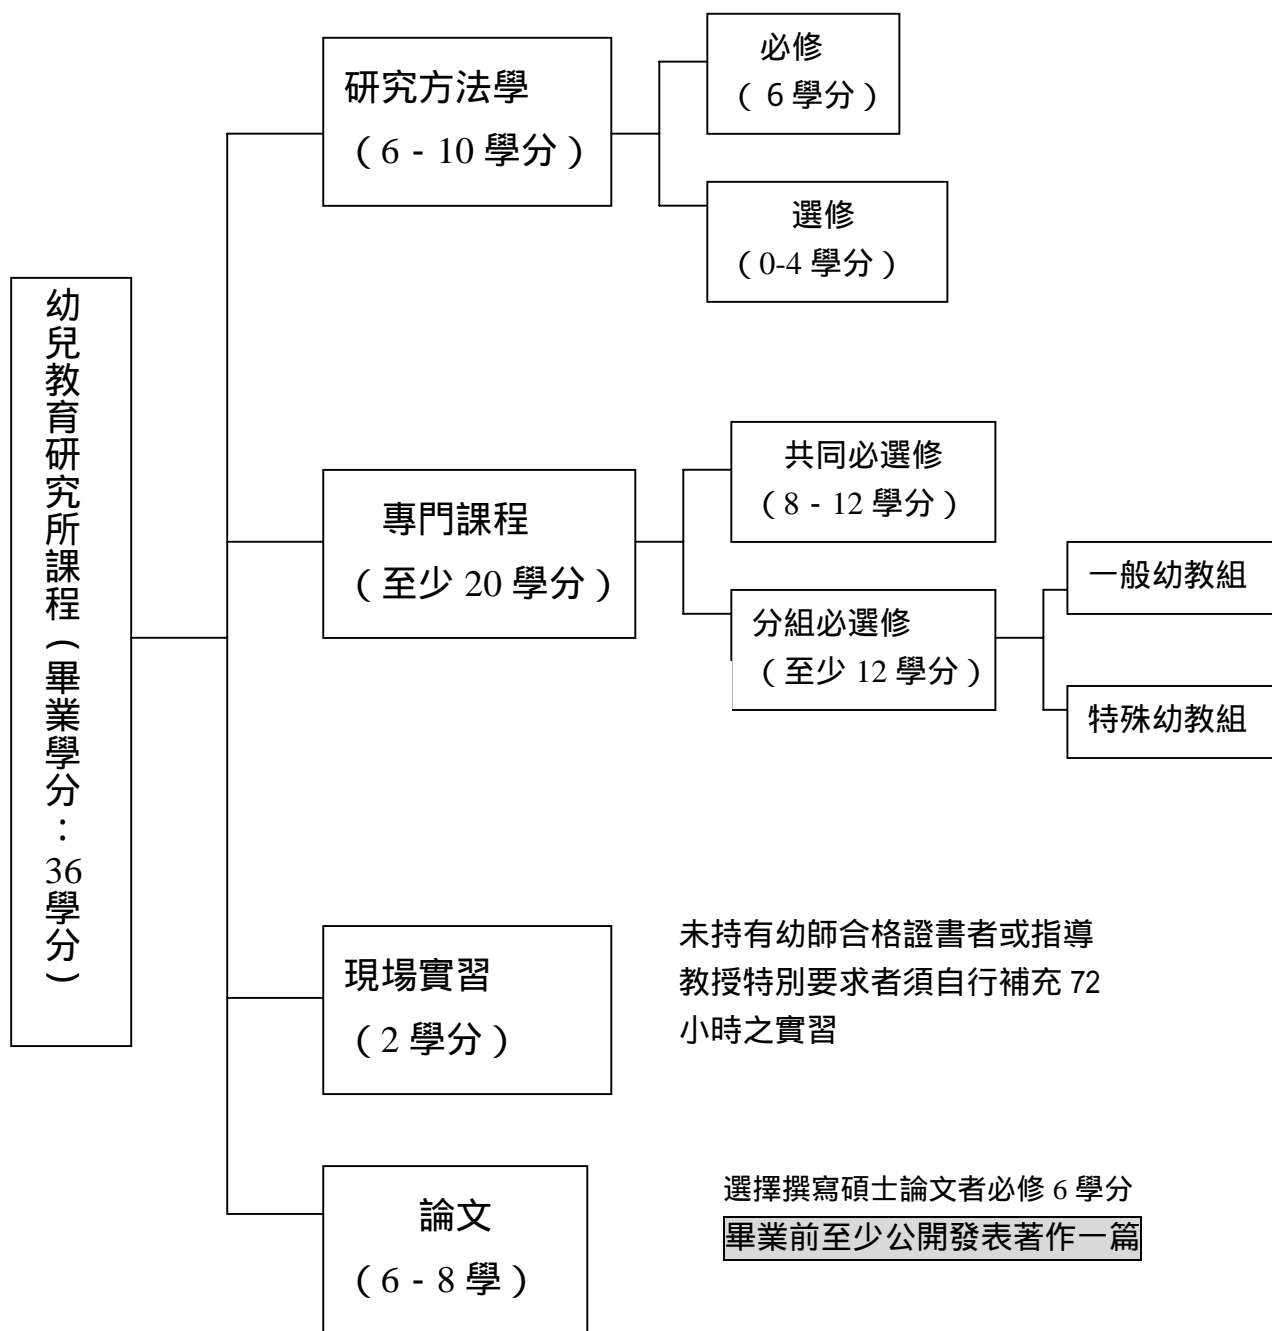 幼兒教育研究所課程(畢業學分：36學分)
研究方法學
(6 - 10 學分)
必修
(6 學分)
選修
(0-4 學分)
專門課程
(至少 20 學分)
共同必選修
(8 - 12 學分)
分組必選修
(至少 12 學分)
一般幼教組
特殊幼教組
現場實習
(2 學分)
未持有幼師合格證書者或指導
教授特別要求者須自行補充 72
小時之實習
論文
(6 - 8 學)
選擇撰寫碩士論文者必修 6 學分
畢業前至少公開發表著作一篇